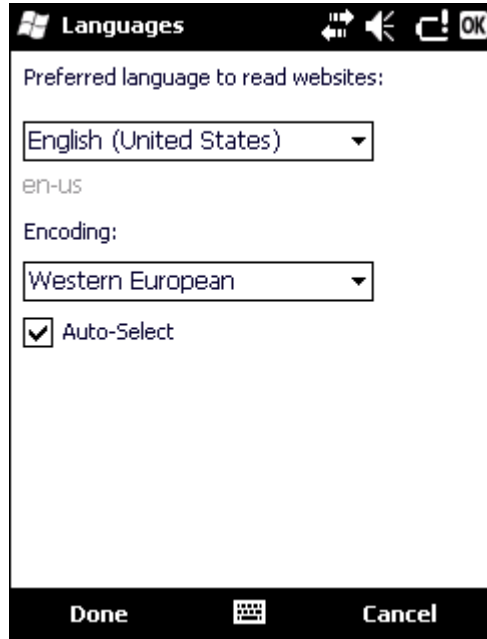 Languages
OK
Preferred language to read websites:
English (United States)
en-us
Encoding:
Western European
Auto-Select
Done
Cancel